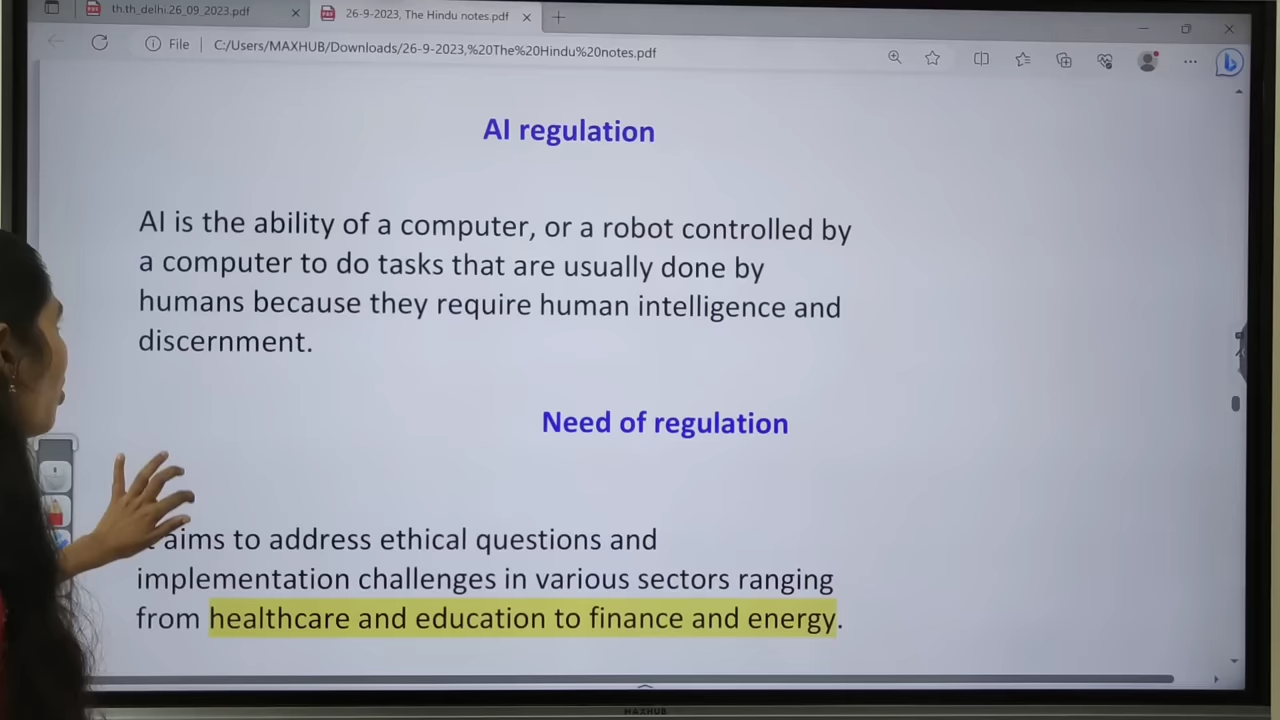 th.th_delhi.26_09_2023.pdf
26-9-2023, The Hindu notes.pdf
File
C:/Users/MAXHUB/Downloads/26-9-2023,%20The%20Hindu%20notes.pdf
AI regulation
AI is the ability of a computer, or a robot controlled by
a computer to do tasks that are usually done by
humans because they require human intelligence and
discernment.
Need of regulation
aims to address ethical questions and
implementation challenges in various sectors ranging
from healthcare and education to finance and energy.
MAXHUB